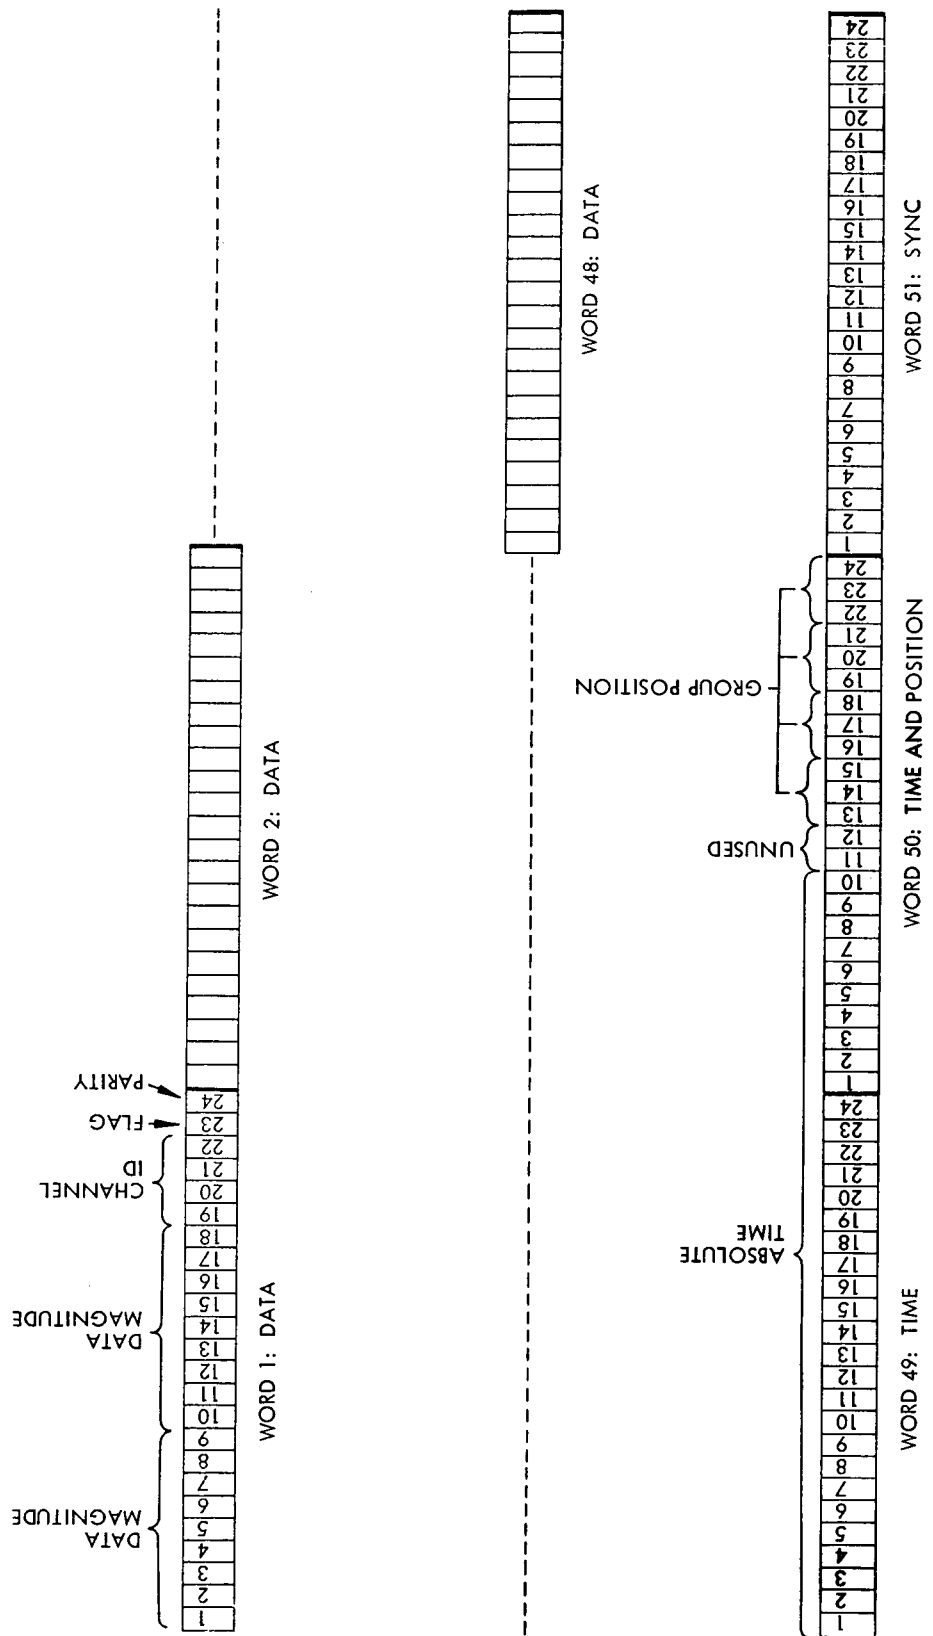 DATA
MAGNITUDE
DATA
MAGNITUDE
CHANNEL
ID
FLAG
PARITY
1 2 3 4 5 6 7 8 9 10 11 12 13 14 15 16 17 18 19 20 21 22 23 24
WORD 1: DATA
WORD 2: DATA
WORD 48: DATA
ABSOLUTE
TIME
UNUSED
GROUP POSITION
1 2 3 4 5 6 7 8 9 10 11 12 13 14 15 16 17 18 19 20 21 22 23 24 1 2 3 4 5 6 7 8 9 10 11 12 13 14 15 16 17 18 19 20 21 22 23 24 1 2 3 4 5 6 7 8 9 10 11 12 13 14 15 16 17 18 19 20 21 22 23 24
WORD 49: TIME
WORD 50: TIME AND POSITION
WORD 51: SYNC